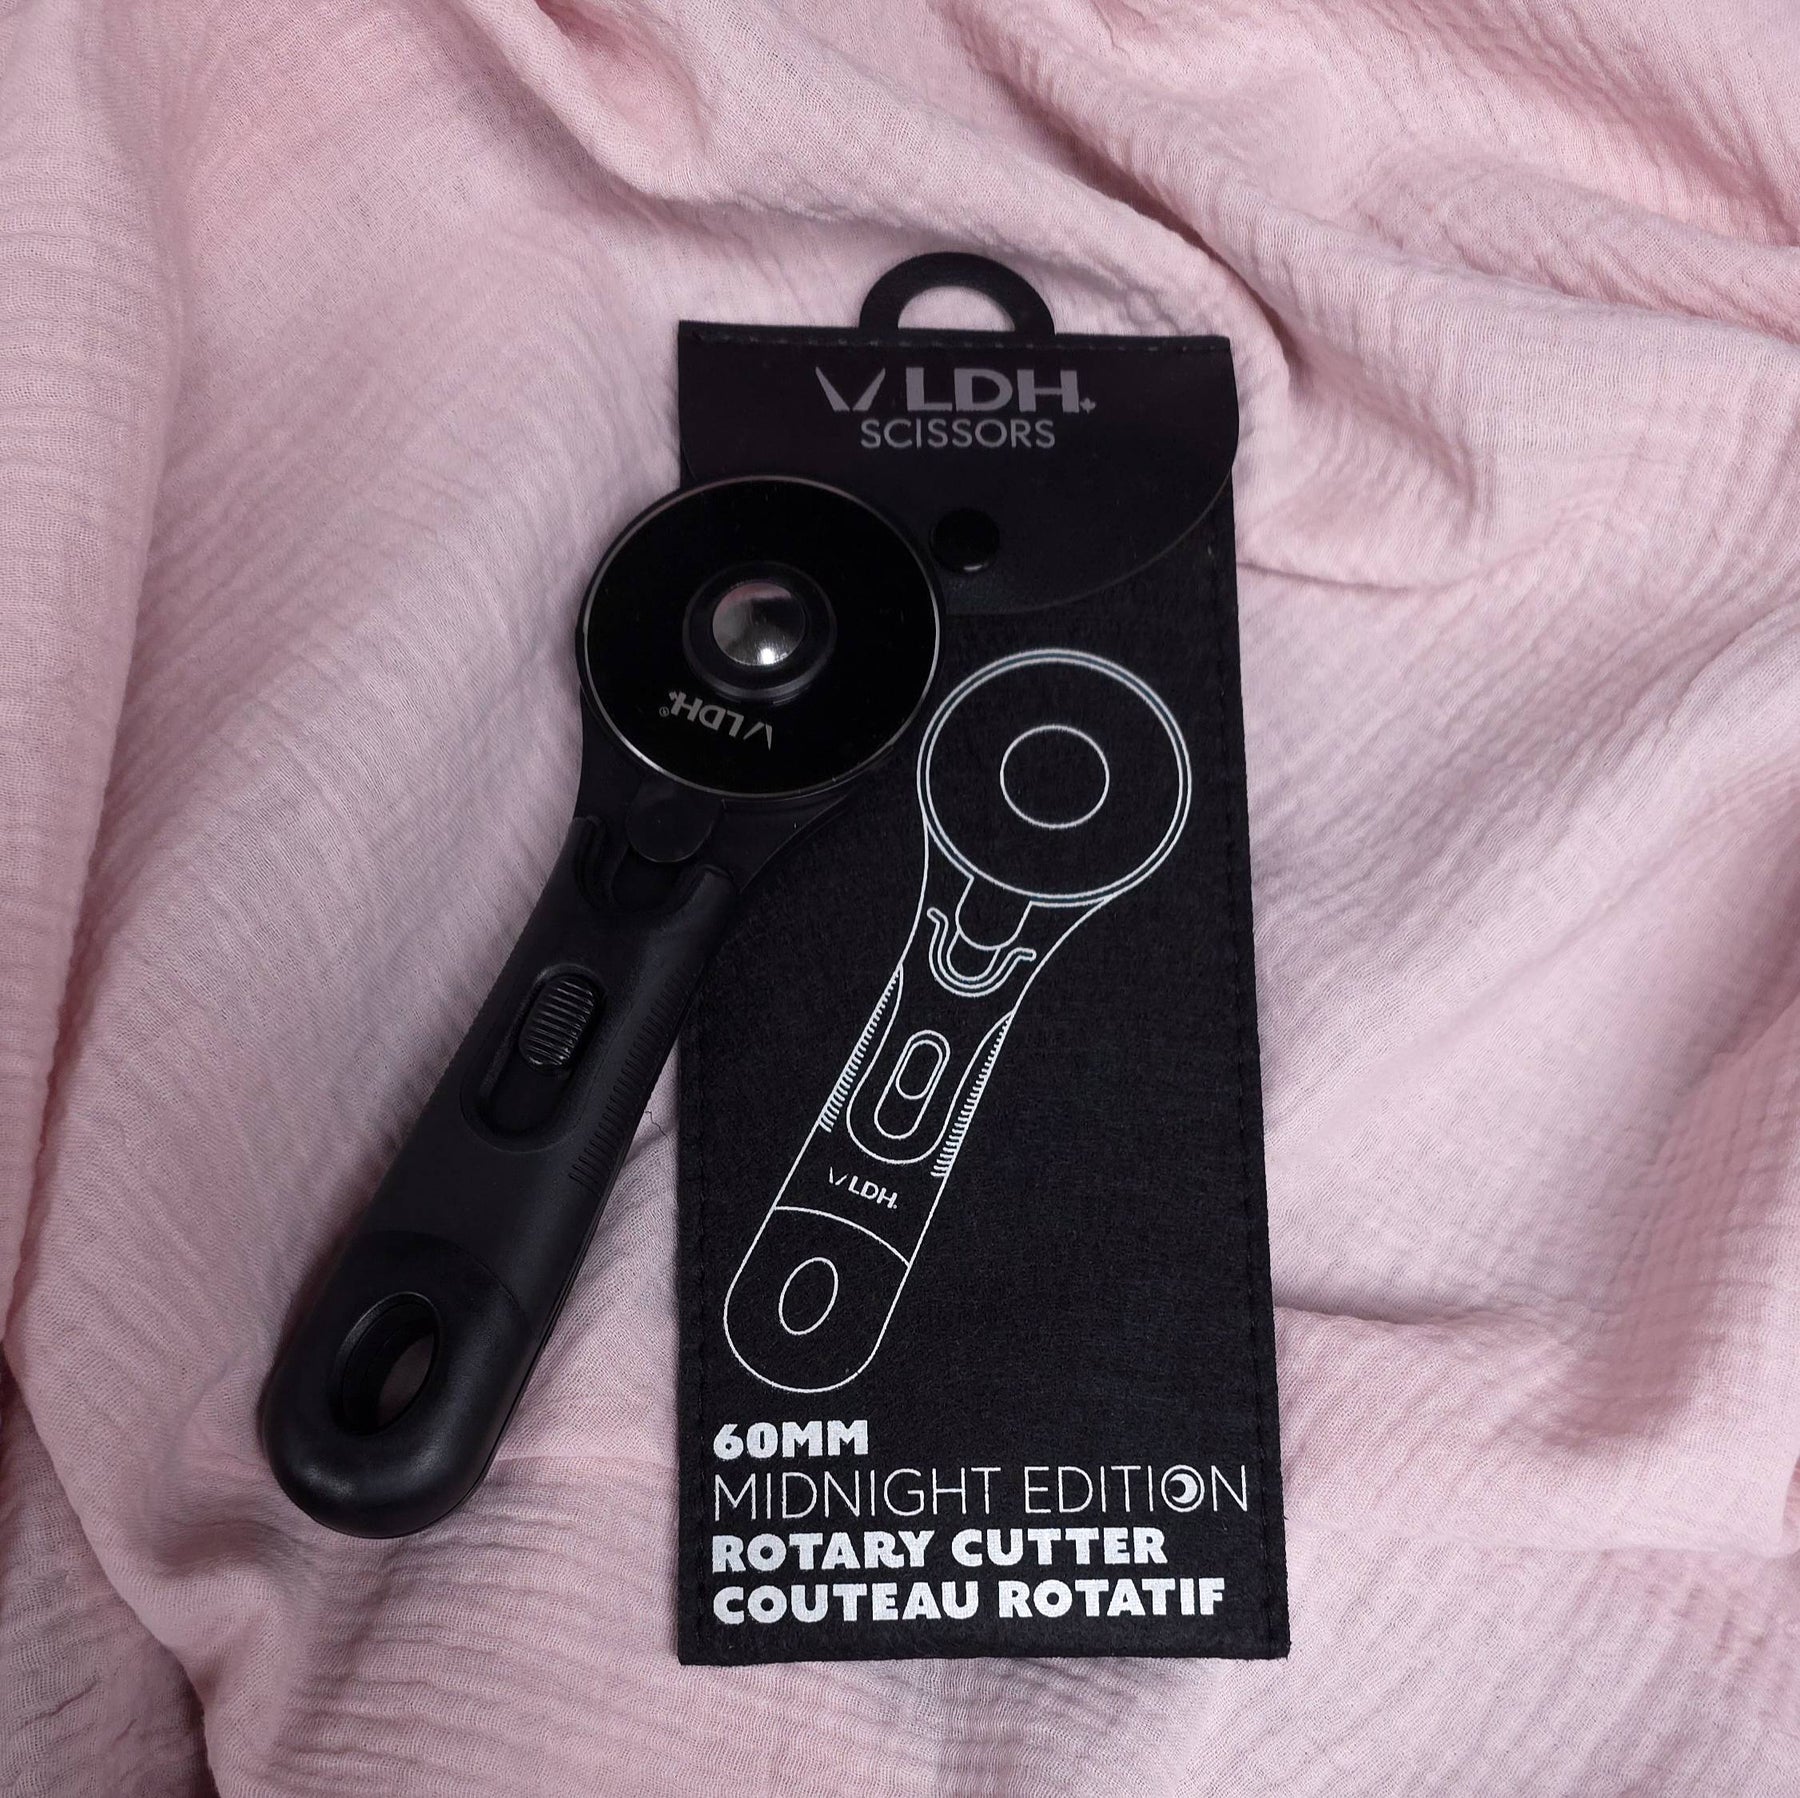 LDH
SCISSORS
LDH
LDH
60MM
MIDNIGHT EDITION
ROTARY CUTTER
COUTEAU ROTATIF